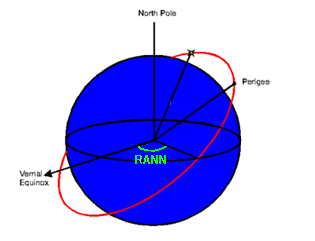 North Pole
Perigee
RANN
Vernal
Equinox